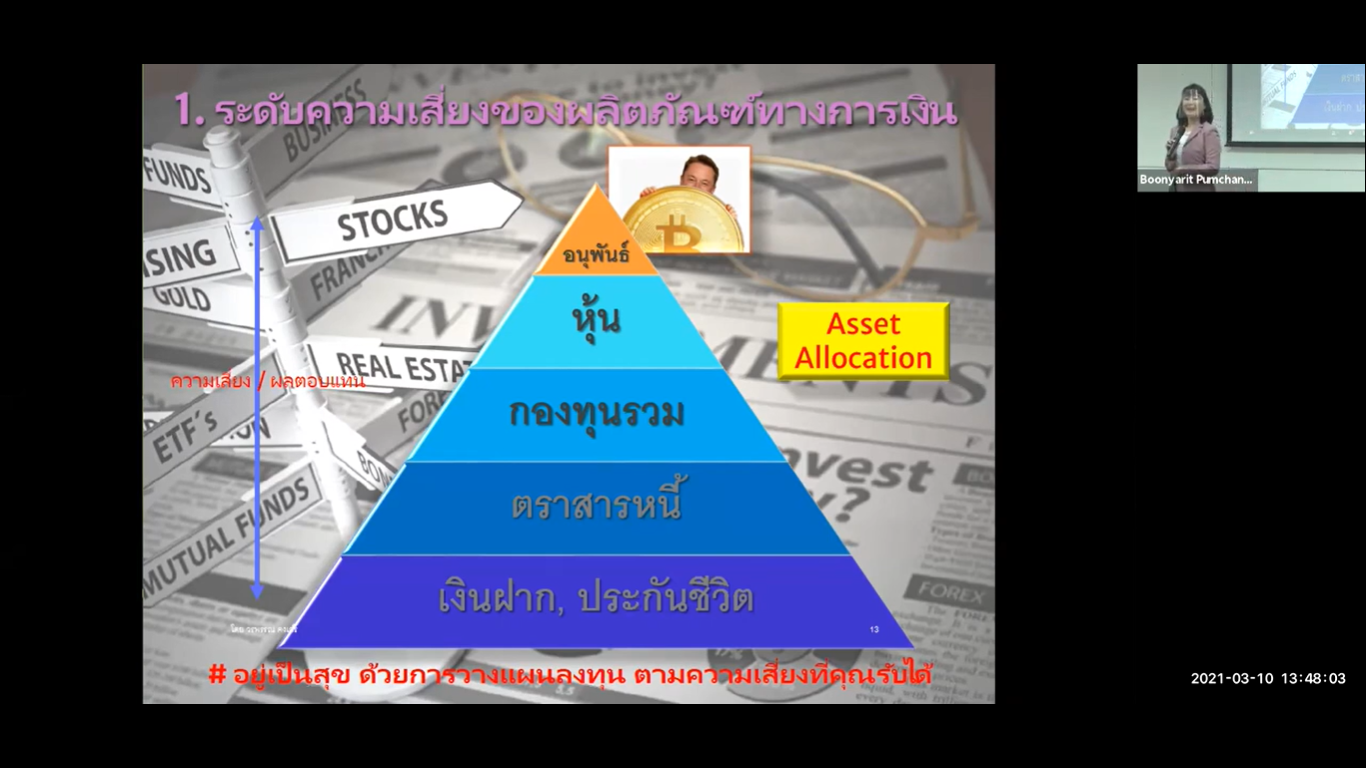 1. ระดับความเสี่ยงของผลิตภัณฑ์ทางการเงิน
BUSINESS
FUNDS
STOCKS
ISING
GOLD
REAL ESTAT
ETF's
MUTUAL FUNDS
ความเสี่ยง / ผลตอบแทน
อนุพันธ์
หุ้น
กองทุนรวม
ตราสารหนี้
เงินฝาก, ประกันชีวิต
Asset
Allocation
FOREX
13
# อยู่เป็นสุข ด้วยการวางแผนลงทุน ตามความเสี่ยงที่คุณรับได้
Boonyarit Pumchan...
2021-03-10 13:48:03